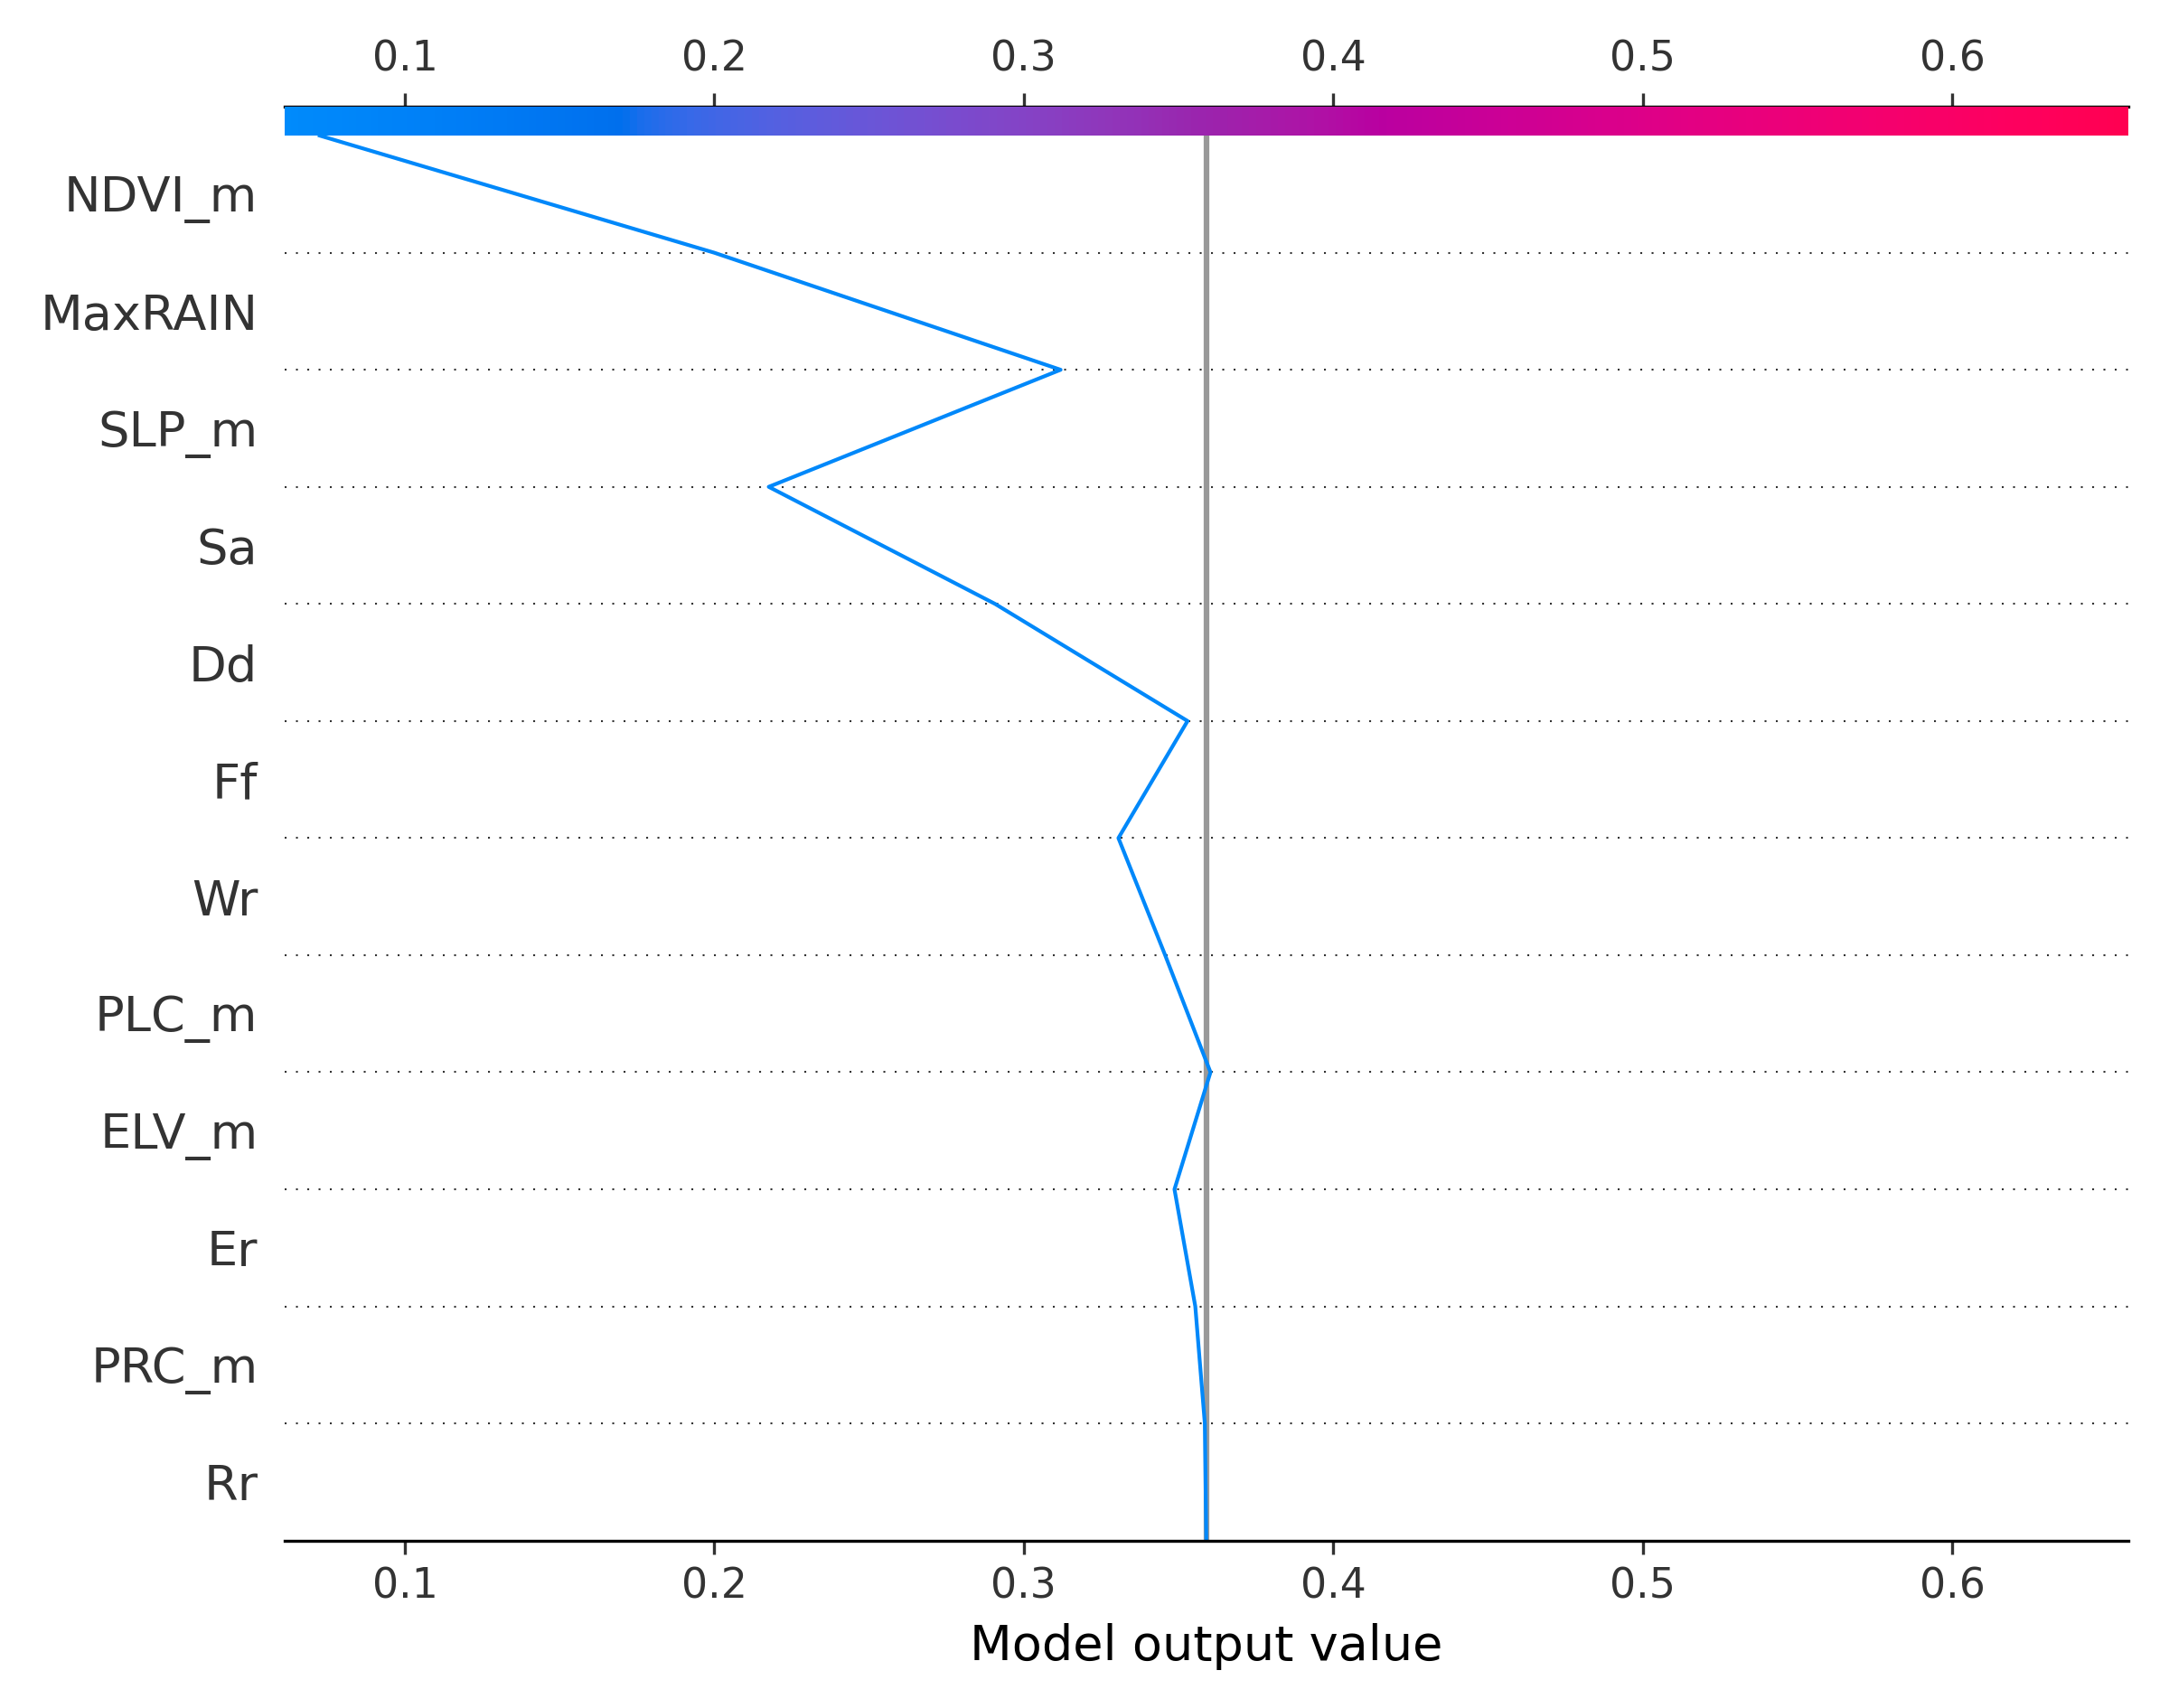 0.1 0.2 0.3 0.4 0.5 0.6
NDVI_m
MaxRAIN
SLP_m
Sa
Dd
Ff
Wr
PLC_m
ELV_m
Er
PRC_m
Rr
0.1 0.2 0.3 0.4 0.5 0.6
Model output value